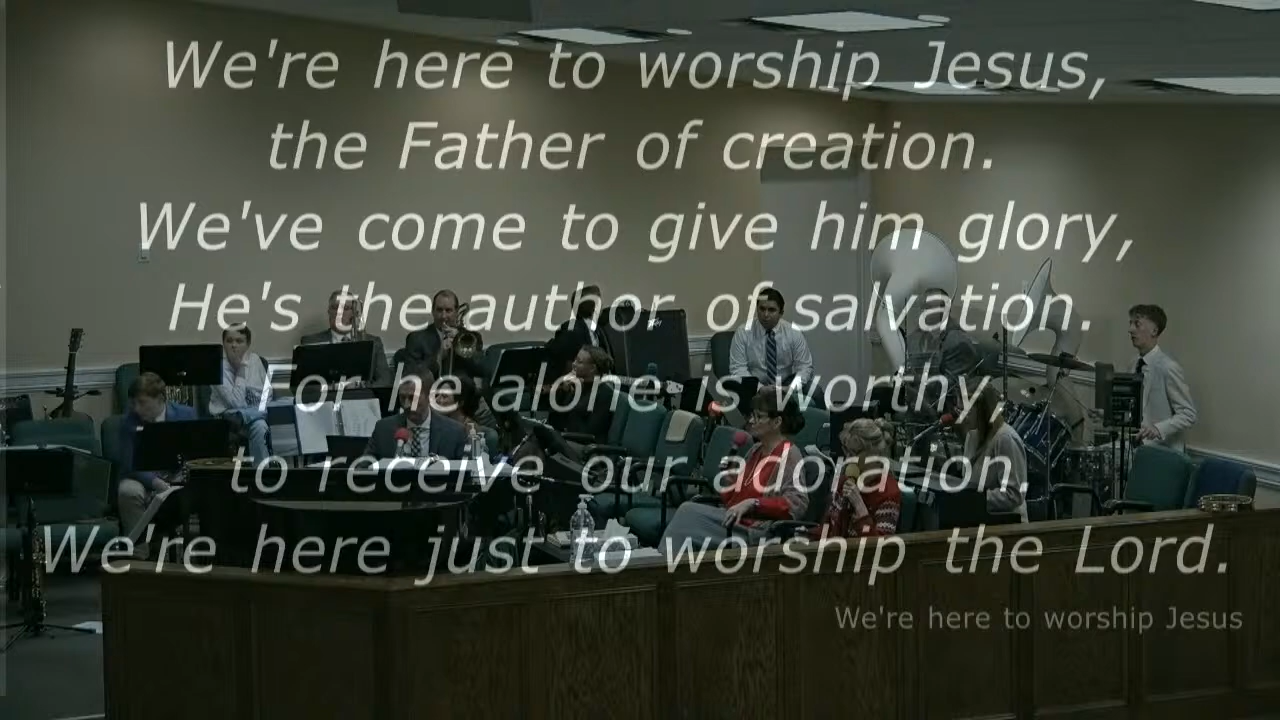 We're here to worship Jesus,
the Father of creation.
We've come to give him glory,
He's the author of salvation.
For he alone is worthy,
to receive our adoration.
We're here just to worship the Lord.
We're here to worship Jesus